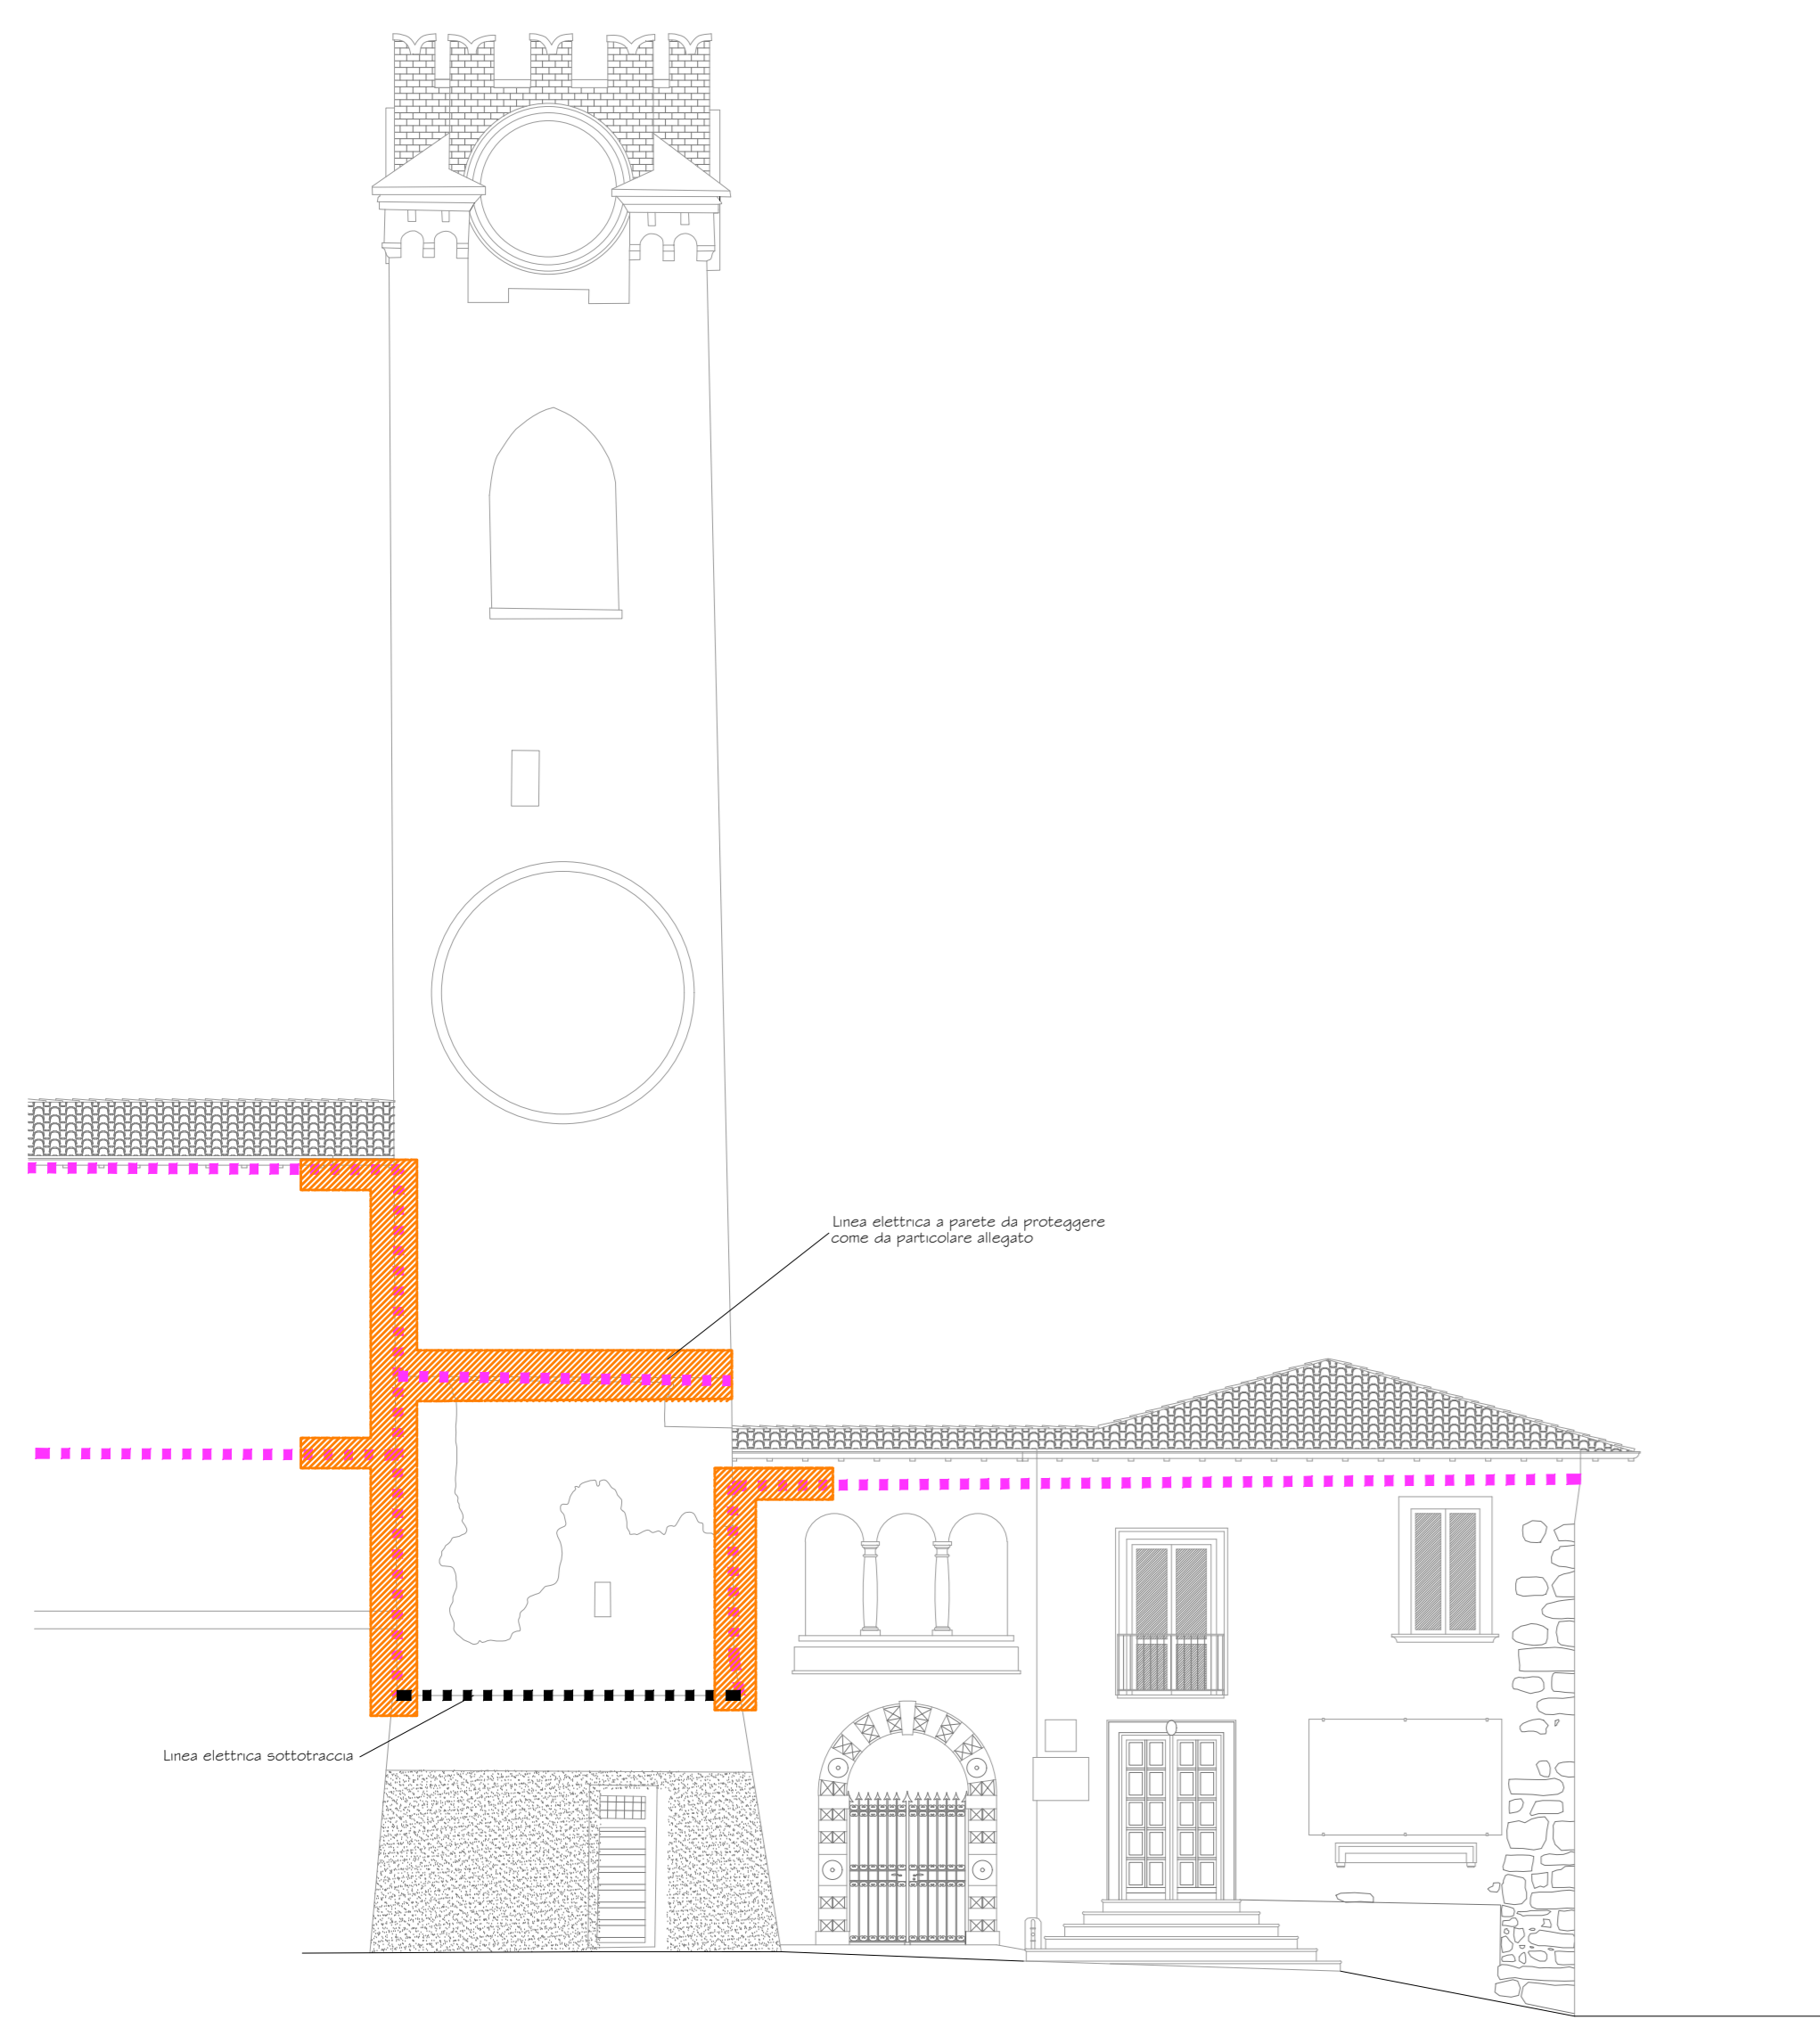 Linea elettrica a parete da proteggere
come da particolare allegato
Linea elettrica sottotraccia